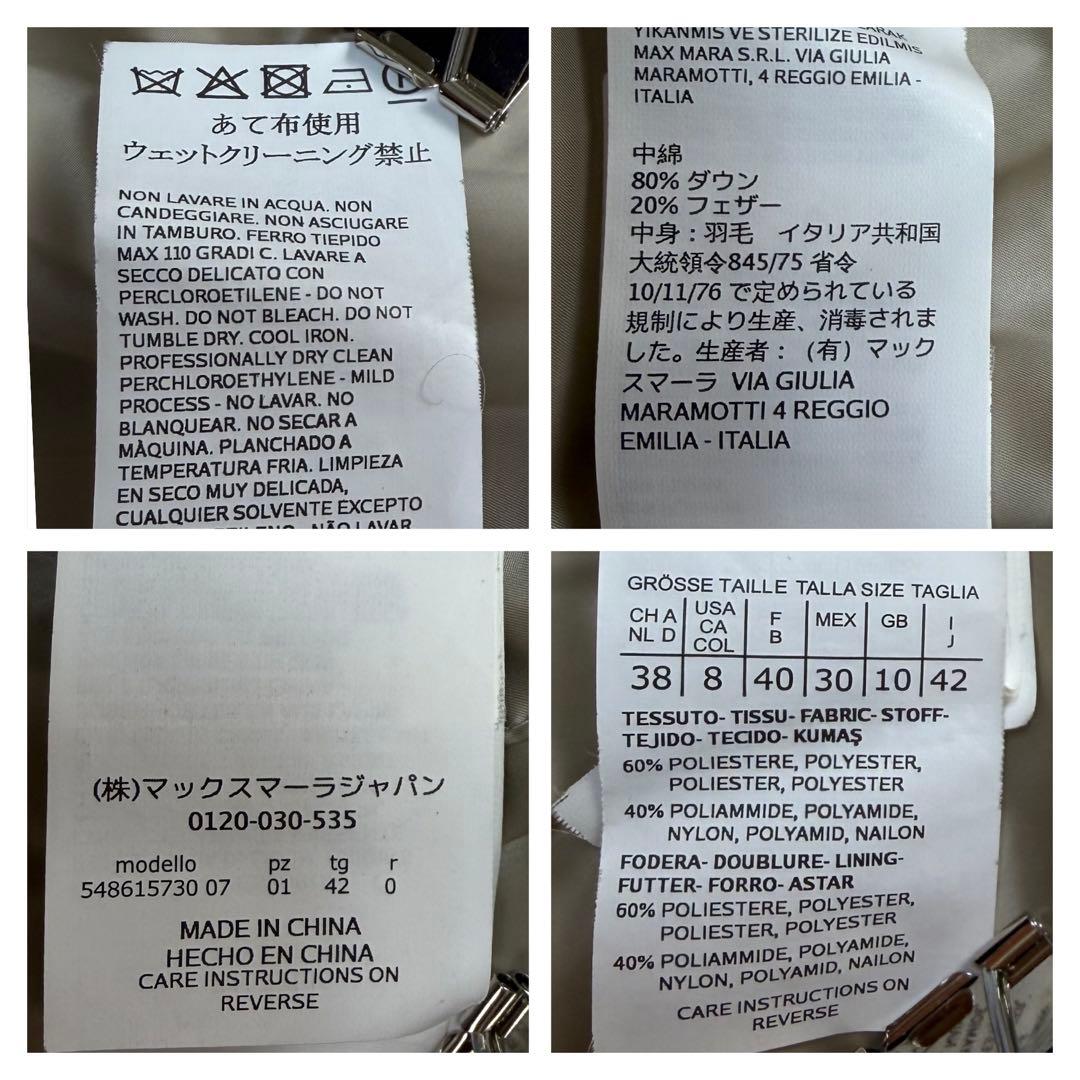 あて布使用
ウェットクリーニング禁止
NON LAVARE IN ACQUA. NON
CANDEGGIARE. NON ASCIUGARE
IN TAMBURO. FERRO TIEPIDO
MAX 110 GRADI C. LAVARE A
SECCO DELICATO CON
PERCLOROETILENE - DO NOT
WASH. DO NOT BLEACH. DO NOT
TUMBLE DRY. COOL IRON.
PROFESSIONALLY DRY CLEAN
PERCHLOROETHYLENE - MILD
PROCESS - NO LAVAR. NO
BLANQUEAR. NO SECAR A
MÀQUINA. PLANCHADO A
TEMPERATURA FRIA. LIMPIEZA
EN SECO MUY DELICADA,
CUALQUIER SOLVENTE EXCEPTO
NÃO LAVAR
YIKANMIS VE STERILIZE EDILMIS
MAX MARA S.R.L. VIA GIULIA
MARAMOTTI, 4 REGGIO EMILIA -
ITALIA
中綿
80% ダウン
20% フェザー
中身：羽毛　イタリア共和国
大統領令845/75 省令
10/11/76 で定められている
規制により生産、消毒されま
した。生産者：（有）マック
スマーラ VIA GIULIA
MARAMOTTI 4 REGGIO
EMILIA - ITALIA
(株)マックスマーラジャパン
0120-030-535
modello pz tg r
548615730 07 01 42 0
MADE IN CHINA
HECHO EN CHINA
CARE INSTRUCTIONS ON
REVERSE
GRÖSSE TAILLE TALLA SIZE TAGLIA
CH A NL D USA CA COL F B MEX GB I J
38 8 40 30 10 42
TESSUTO- TISSU- FABRIC- STOFF-
TEJIDO- TECIDO- KUMAŞ
60% POLIESTERE, POLYESTER,
POLIESTER, POLYESTER
40% POLIAMMIDE, POLYAMIDE,
NYLON, POLYAMID, NAILON
FODERA- DOUBLURE- LINING-
FUTTER- FORRO- ASTAR
60% POLIESTERE, POLYESTER,
POLIESTER, POLYESTER
40% POLIAMMIDE, POLYAMIDE,
NYLON, POLYAMID, NAILON
CARE INSTRUCTIONS ON
REVERSE